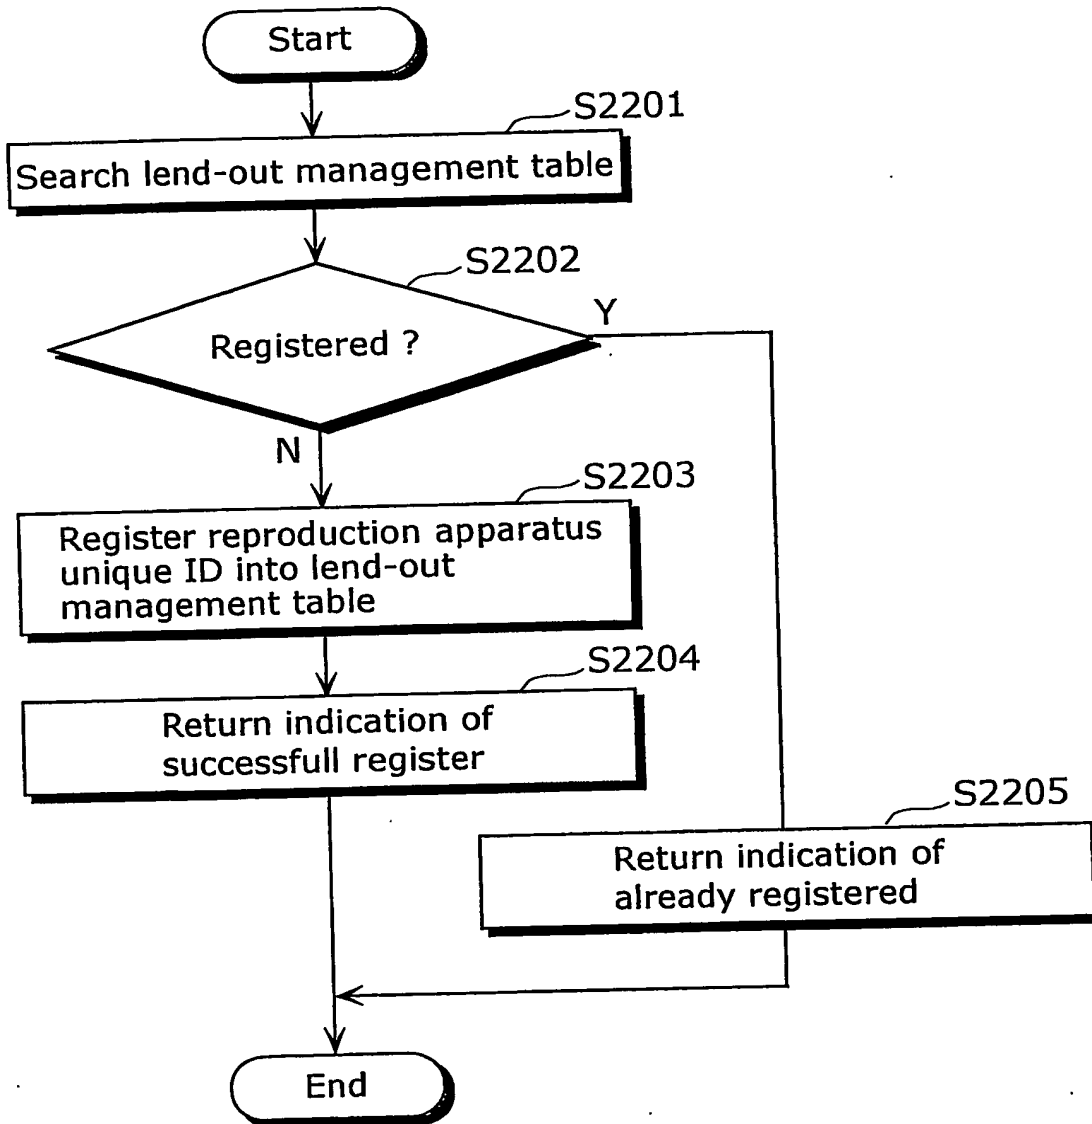 Start
S2201
Search lend-out management table
S2202
Registered ?
Y
N
S2203
Register reproduction apparatus
unique ID into lend-out
management table
S2204
Return indication of
successfull register
S2205
Return indication of
already registered
End